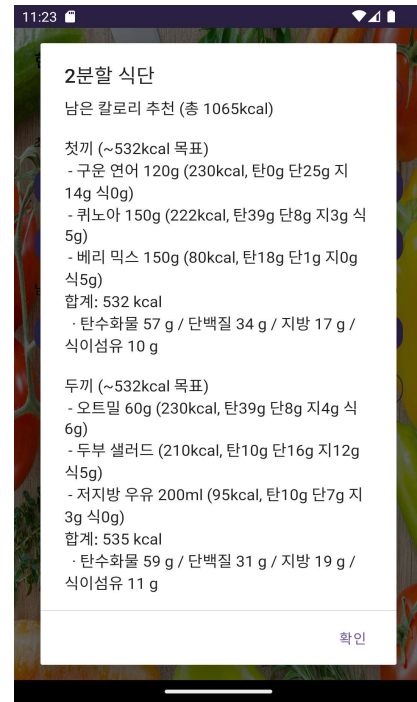 11:23
2분할 식단
남은 칼로리 추천 (총 1065kcal)
첫끼 (~532kcal 목표)
- 구운 연어 120g (230kcal, 탄0g 단25g 지
14g 식0g)
- 퀴노아 150g (222kcal, 탄39g 단8g 지3g 식
5g)
- 베리 믹스 150g (80kcal, 탄18g 단1g 지0g
식5g)
합계: 532 kcal
· 탄수화물 57 g / 단백질 34 g / 지방 17 g /
식이섬유 10 g
두끼 (~532kcal 목표)
- 오트밀 60g (230kcal, 탄39g 단8g 지4g 식
6g)
- 두부 샐러드 (210kcal, 탄10g 단16g 지12g
식5g)
- 저지방 우유 200ml (95kcal, 탄10g 단7g 지
3g 식0g)
합계: 535 kcal
· 탄수화물 59 g / 단백질 31 g / 지방 19 g /
식이섬유 11 g
확인